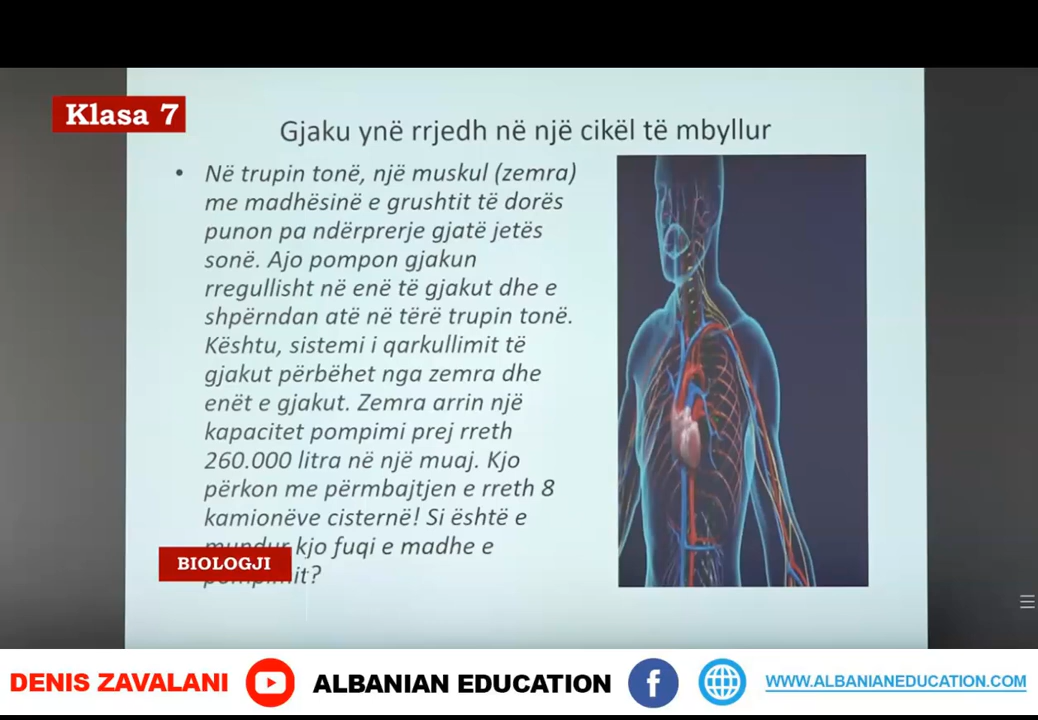 Klasa 7
Gjaku ynë rrjedh në një cikël të mbyllur
• Në trupin tonë, një muskul (zemra)
me madhësinë e grushtit të dorës
punon pa ndërprerje gjatë jetës
sonë. Ajo pompon gjakun
rregullisht në enë të gjakut dhe e
shpërndan atë në tërë trupin tonë.
Kështu, sistemi i qarkullimit të
gjakut përbëhet nga zemra dhe
enët e gjakut. Zemra arrin një
kapacitet pompimi prej rreth
260.000 litra në një muaj. Kjo
përkon me përmbajtjen e rreth 8
kamionëve cisternë! Si është e
kjo fuqi e madhe e
BIOLOGJI
DENIS ZAVALANI
ALBANIAN EDUCATION
WWW.ALBANIANEDUCATION.COM